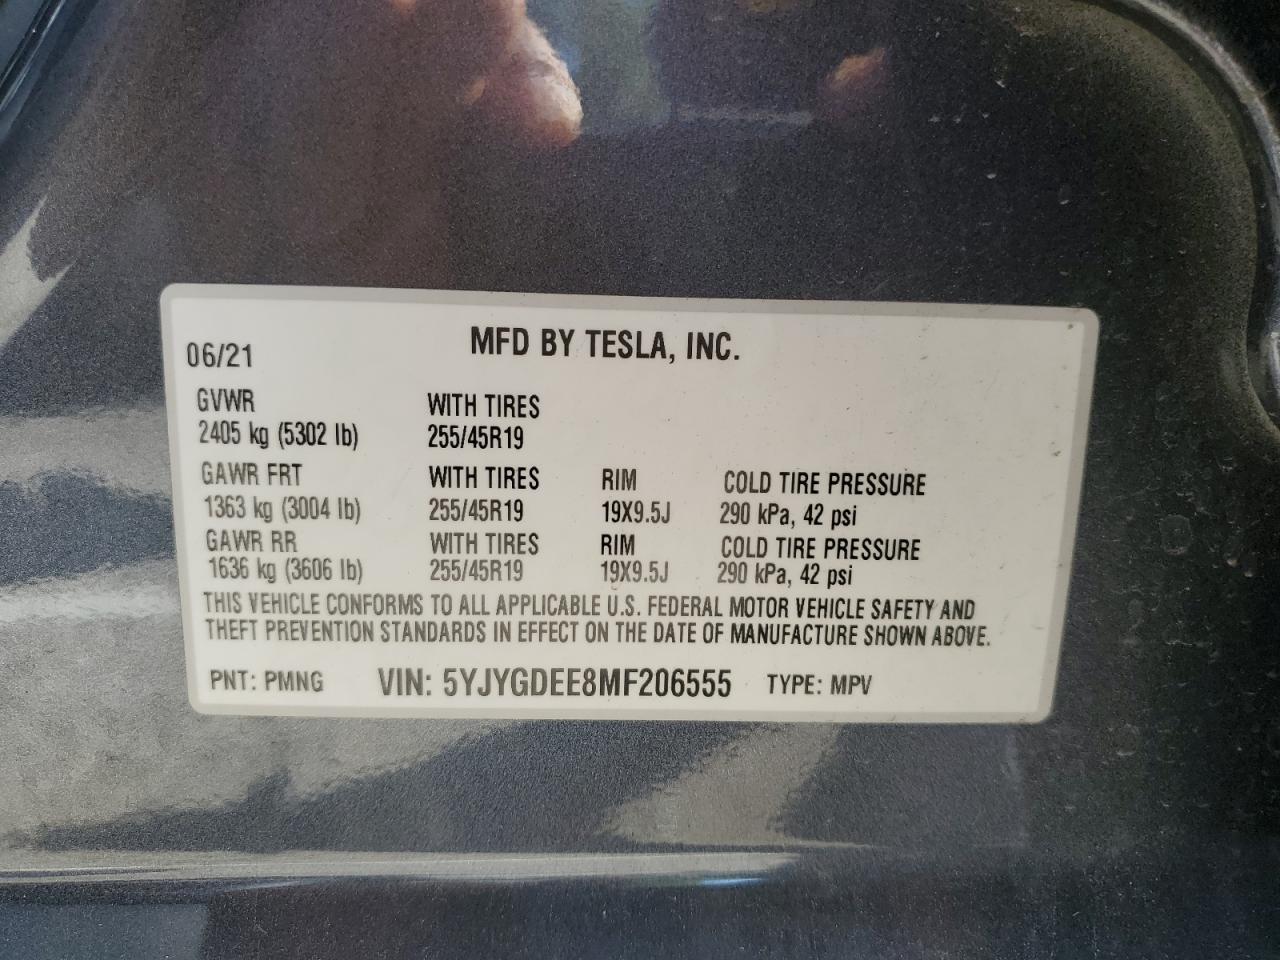 06/21 MFD BY TESLA, INC.
GVWR WITH TIRES
2405 kg (5302 lb) 255/45R19
GAWR FRT WITH TIRES RIM COLD TIRE PRESSURE
1363 kg (3004 lb) 255/45R19 19X9.5J 290 kPa, 42 psi
GAWR RR WITH TIRES RIM COLD TIRE PRESSURE
1636 kg (3606 lb) 255/45R19 19X9.5J 290 kPa, 42 psi
THIS VEHICLE CONFORMS TO ALL APPLICABLE U.S. FEDERAL MOTOR VEHICLE SAFETY AND
THEFT PREVENTION STANDARDS IN EFFECT ON THE DATE OF MANUFACTURE SHOWN ABOVE.
PNT: PMNG VIN: 5YJYGDEE8MF206555 TYPE: MPV